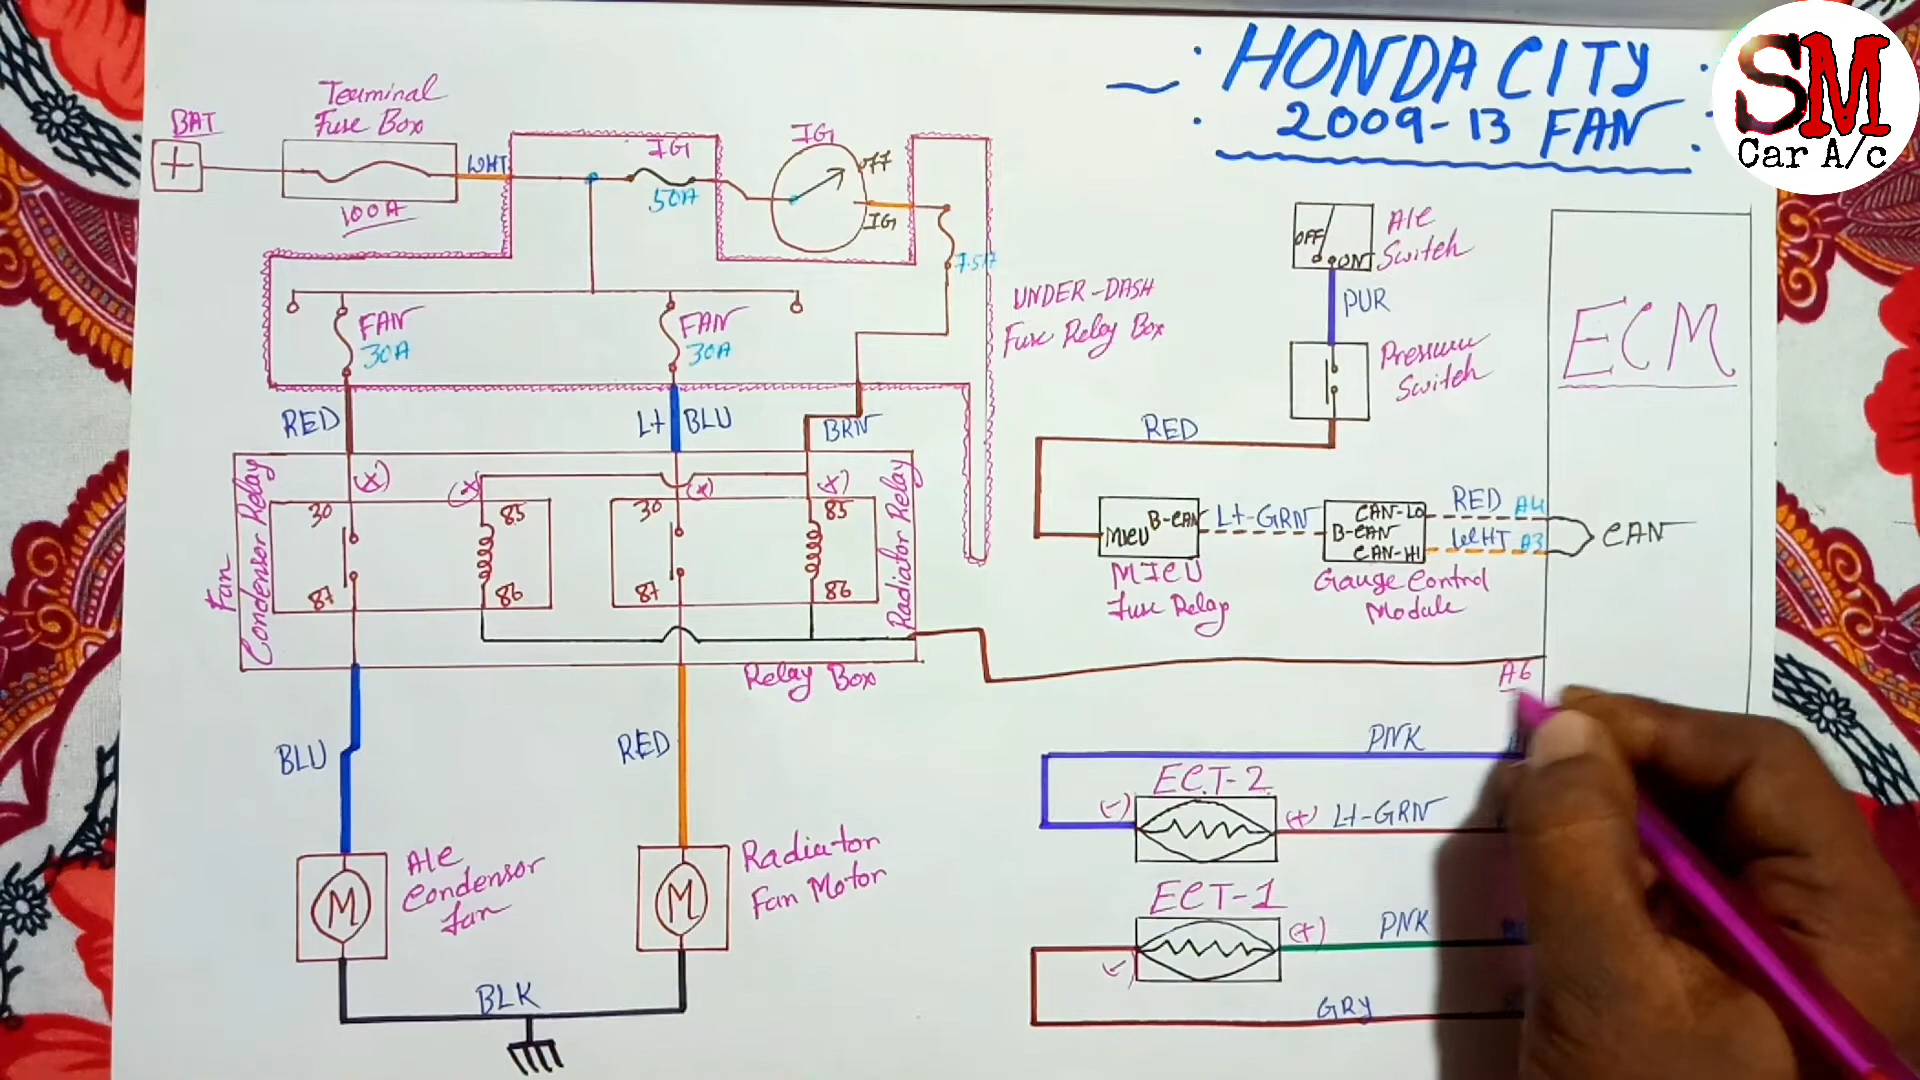 HONDA CITY
2009-13 FAN
SM
Car A/c
BAT
Terminal
Fuse Box
100A
WHT
IG
50A
IG
OFF
IG
7.5A
FAN
30A
FAN
30A
UNDER-DASH
Fuse Relay Box
RED
Lt BLU
BRN
Fan
Condensor Relay
(+)
(+)
(+)
(+)
30
85
30
85
87
86
87
86
Radiator Relay
Relay Box
BLU
RED
M
A/c
Condensor
fan
M
Radiator
Fan Motor
BLK
OFF
ON
A/c
Switch
PUR
Pressure
Switch
RED
MICU
B-CAN
Lt-GRN
CAN-LO
B-CAN
CAN-HI
RED A4
WHT A3
CAN
MICU
Fuse Relay
Gauge Control
Module
ECM
A6
PNK
ECT-2
(-)
(+) Lt-GRN
ECT-1
(+)
PNK
(-)
GRY